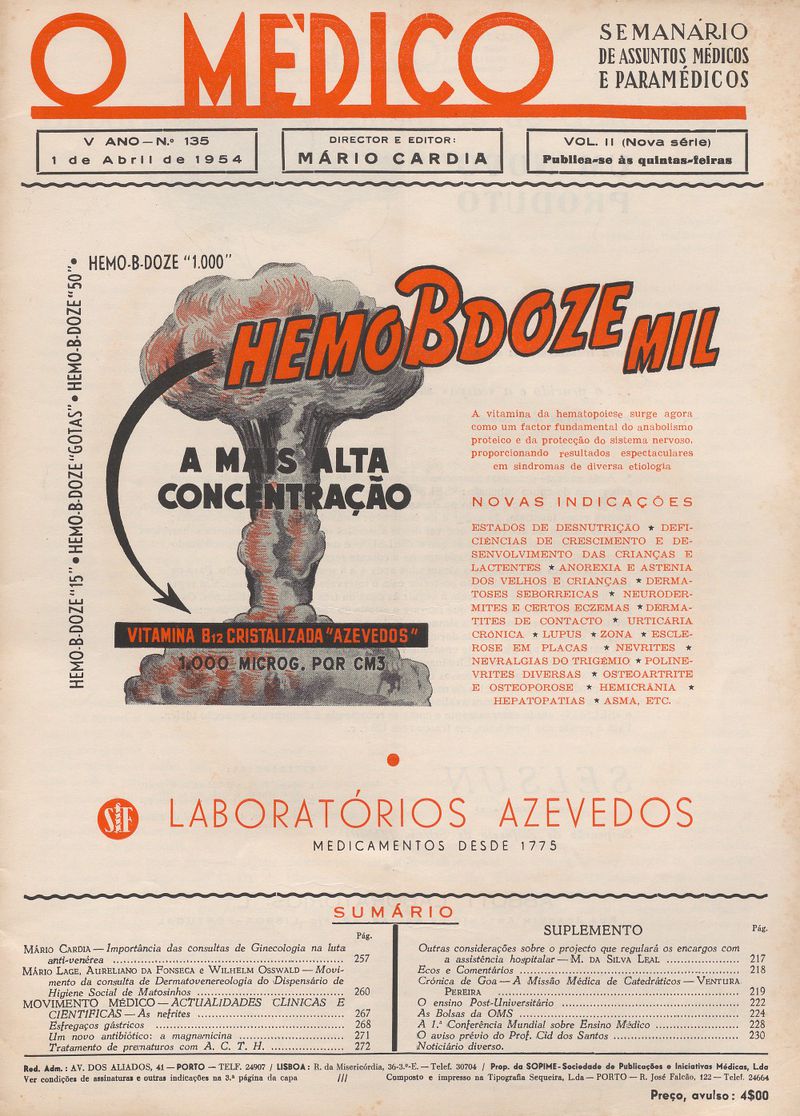 O MÉDICO
SEMANÁRIO
DE ASSUNTOS MÉDICOS
E PARAMÉDICOS
V ANO — N.º 135
1 de Abril de 1954
DIRECTOR E EDITOR:
MÁRIO CARDIA
VOL. II (Nova série)
Publica-se às quintas-feiras
HEMO-B-DOZE "15" • HEMO-B-DOZE "GOTAS" • HEMO-B-DOZE "50" •
HEMO-B-DOZE "1.000"
HEMO B DOZE MIL
A MAIS ALTA
CONCENTRAÇÃO
VITAMINA B12 CRISTALIZADA "AZEVEDOS"
1.000 MICROG. POR CM3
A vitamina da hematopoiese surge agora
como um factor fundamental do anabolismo
proteico e da protecção do sistema nervoso,
proporcionando resultados espectaculares
em sindromas de diversa etiologia
NOVAS INDICAÇÕES
ESTADOS DE DESNUTRIÇÃO ★ DEFI-
CIÊNCIAS DE CRESCIMENTO E DE-
SENVOLVIMENTO DAS CRIANÇAS E
LACTENTES ★ ANOREXIA E ASTENIA
DOS VELHOS E CRIANÇAS ★ DERMA-
TOSES SEBORREICAS ★ NEURODER-
MITES E CERTOS ECZEMAS ★ DERMA-
TITES DE CONTACTO ★ URTICÁRIA
CRÓNICA ★ LUPUS ★ ZONA ★ ESCLE-
ROSE EM PLACAS ★ NEVRITES ★
NEVRALGIAS DO TRIGÉMIO ★ POLINE-
VRITES DIVERSAS ★ OSTEOARTRITE
E OSTEOPOROSE ★ HEMICRÂNIA ★
HEPATOPATIAS ★ ASMA, ETC.
LABORATÓRIOS AZEVEDOS
MEDICAMENTOS DESDE 1775
SUMÁRIO
Pág.
MÁRIO CARDIA — Importância das consultas de Ginecologia na luta
anti-venérea ... 257
MÁRIO LAGE, AURELIANO DA FONSECA e WILHELM OSSWALD — Movi-
mento da consulta de Dermatovenereologia do Dispensário de
Higiene Social de Matosinhos ... 260
MOVIMENTO MÉDICO — ACTUALIDADES CLINICAS E
CIENTIFICAS — As nefrites ... 267
Esfregaços gástricos ... 268
Um novo antibiótico: a magnamicina ... 271
Tratamento de prematuros com A. C. T. H. ... 272
SUPLEMENTO
Pág.
Outras considerações sobre o projecto que regulará os encargos com
a assistência hospitalar — M. DA SILVA LEAL ... 217
Ecos e Comentários ... 218
Crónica de Goa — A Missão Médica de Catedráticos — VENTURA
PEREIRA ... 219
O ensino Post-Universitário ... 222
As Bolsas da OMS ... 224
A 1.ª Conferência Mundial sobre Ensino Médico ... 228
O aviso prévio do Prof. Cid dos Santos ... 230
Noticiário diverso.
Red. Adm.: AV. DOS ALIADOS, 41 — PORTO — TELF. 24907 / LISBOA: R. da Misericórdia, 36-3.º-E. — Telef. 30704 / Prop. da SOPIME-Sociedade de Publicações e Iniciativas Médicas, Lda
Ver condições de assinaturas e outras indicações na 3.ª página da capa /// Composto e impresso na Tipografia Sequeira, L.da — PORTO — R. José Falcão, 122 — Telef. 24564
Preço, avulso: 4$00